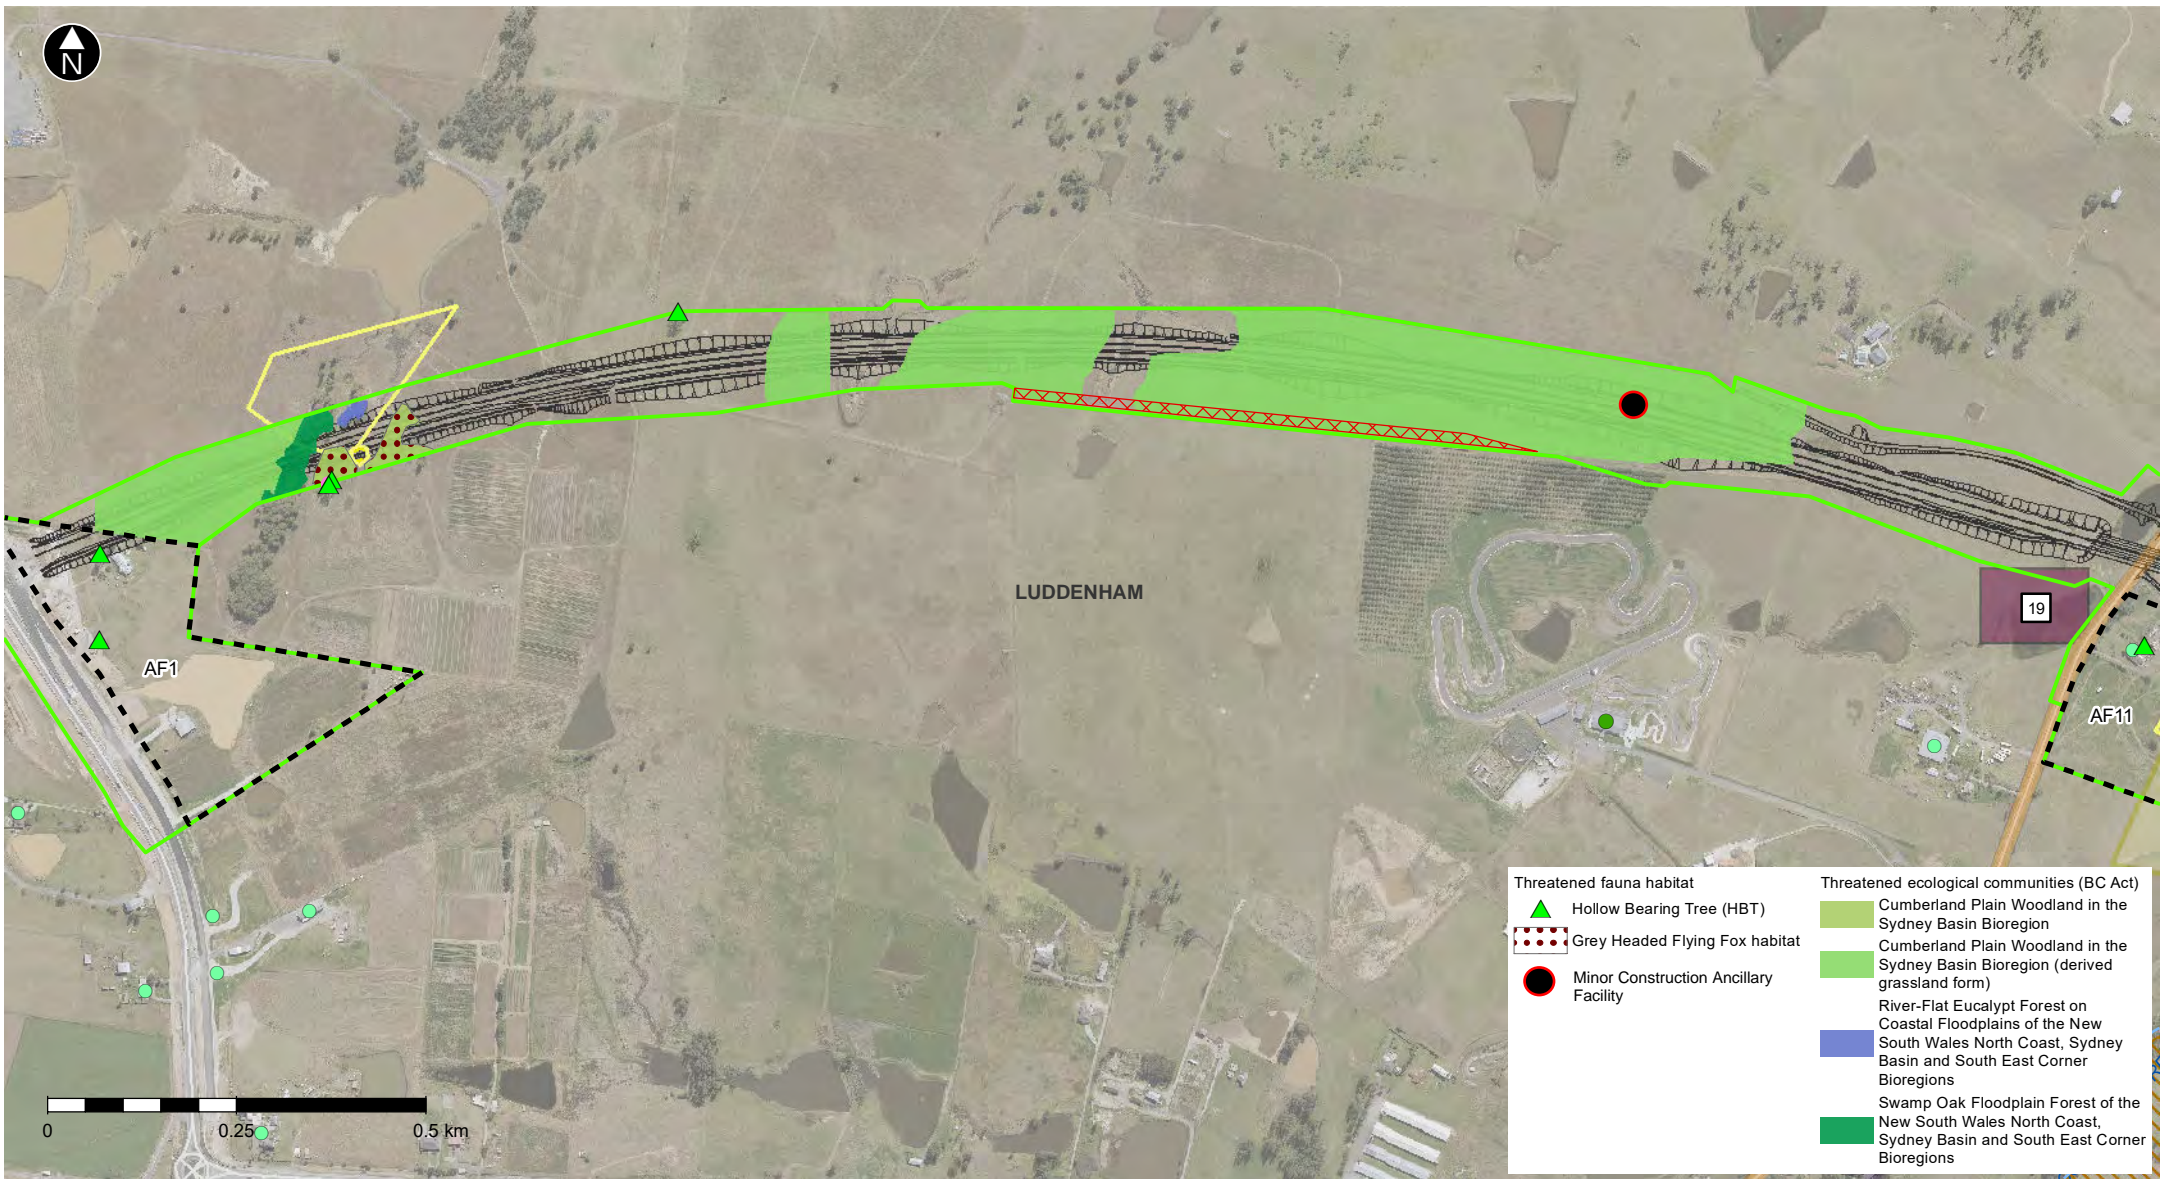 N
LUDDENHAM
19
AF1
AF11
0
0.25
0.5 km
Threatened fauna habitat
Hollow Bearing Tree (HBT)
Grey Headed Flying Fox habitat
Minor Construction Ancillary
Facility
Threatened ecological communities (BC Act)
Cumberland Plain Woodland in the
Sydney Basin Bioregion
Cumberland Plain Woodland in the
Sydney Basin Bioregion (derived
grassland form)
River-Flat Eucalypt Forest on
Coastal Floodplains of the New
South Wales North Coast, Sydney
Basin and South East Corner
Bioregions
Swamp Oak Floodplain Forest of the
New South Wales North Coast,
Sydney Basin and South East Corner
Bioregions